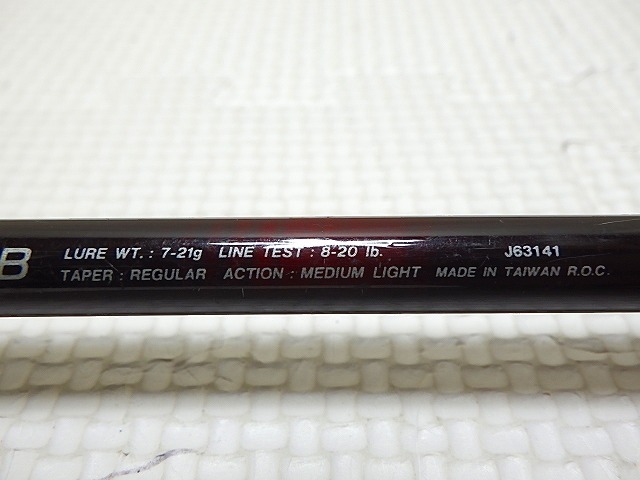 B
LURE WT. : 7-21g LINE TEST : 8-20 lb. J63141
TAPER : REGULAR ACTION : MEDIUM LIGHT MADE IN TAIWAN R.O.C.